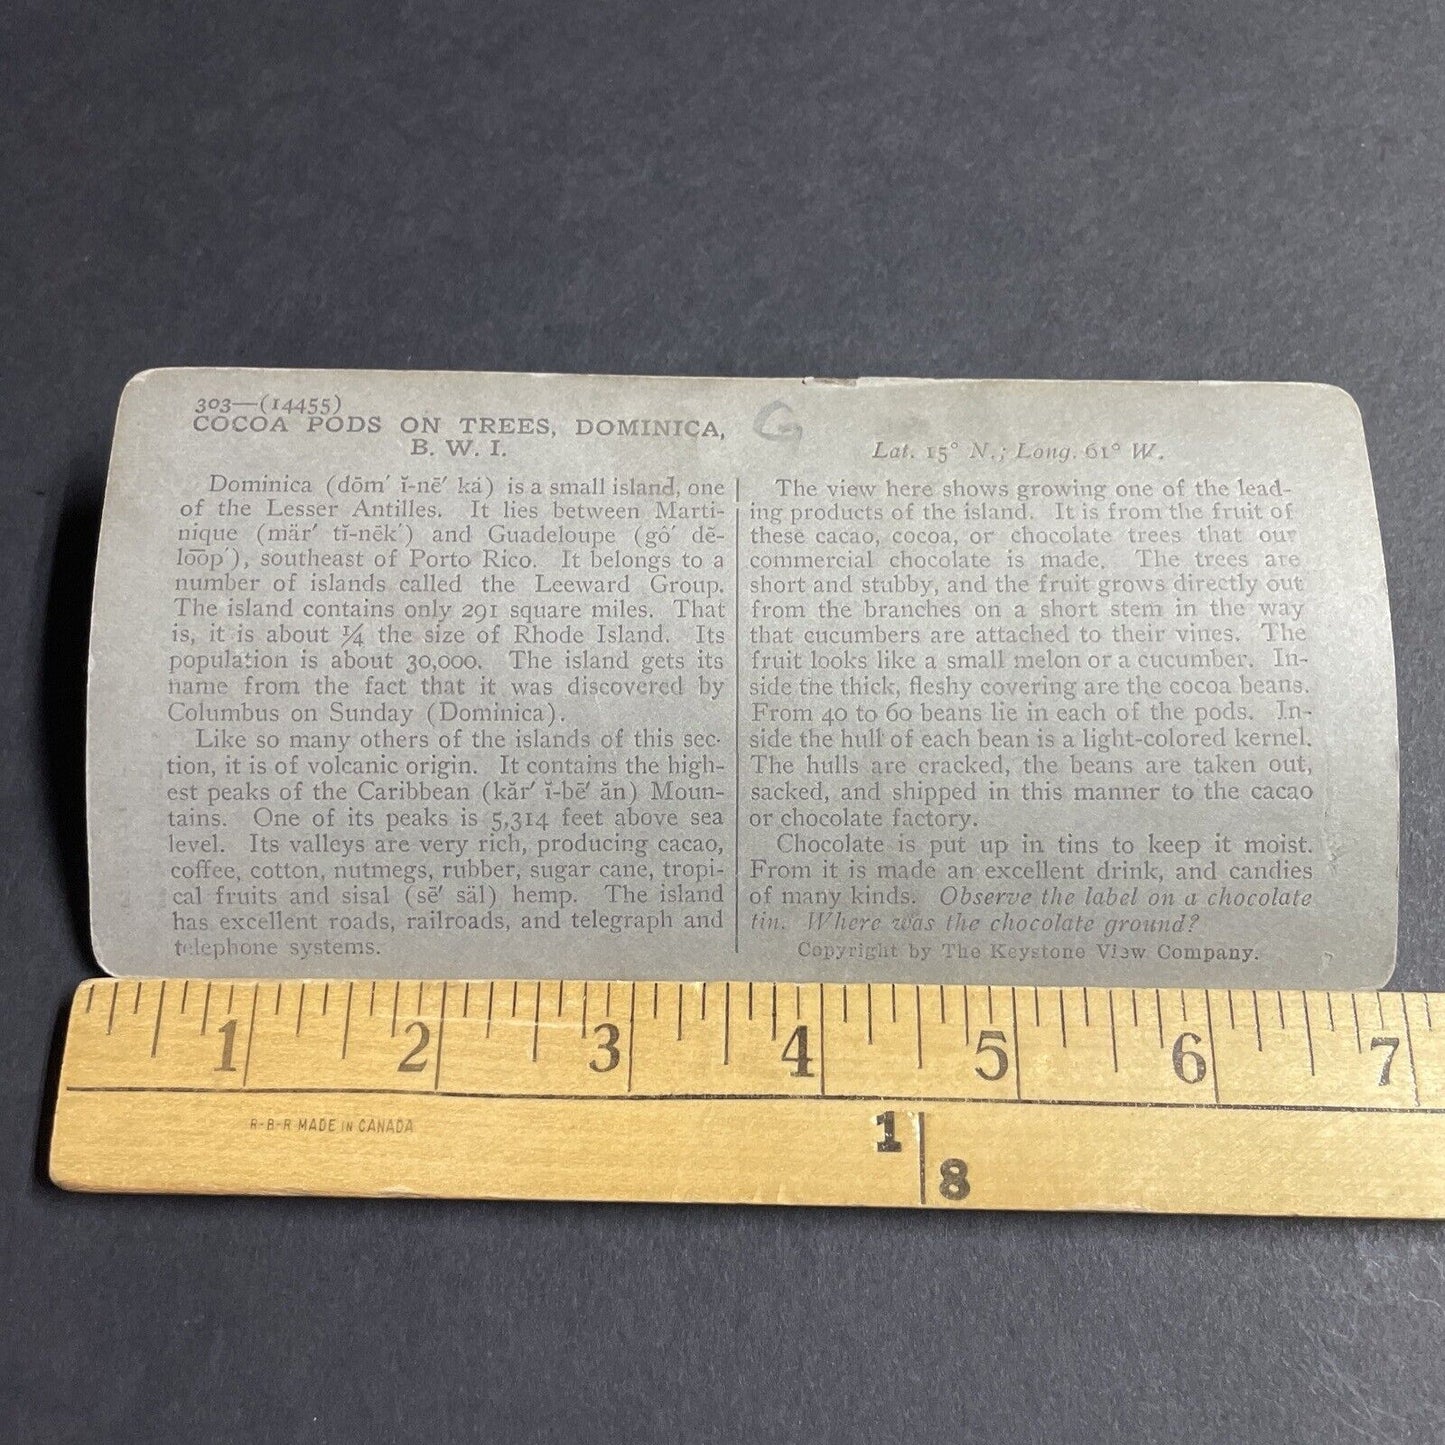 303—(14455)
COCOA PODS ON TREES, DOMINICA,
B. W. I.
Dominica (dŏm′ ĭ-nē′ kȧ) is a small island, one
of the Lesser Antilles. It lies between Marti-
nique (mär′ tĭ-nēk′) and Guadeloupe (gô′ dĕ-
lo͞op′), southeast of Porto Rico. It belongs to a
number of islands called the Leeward Group.
The island contains only 291 square miles. That
is, it is about ¼ the size of Rhode Island. Its
population is about 30,000. The island gets its
name from the fact that it was discovered by
Columbus on Sunday (Dominica).
Like so many others of the islands of this sec-
tion, it is of volcanic origin. It contains the high-
est peaks of the Caribbean (kăr′ ĭ-bē′ ăn) Moun-
tains. One of its peaks is 5,314 feet above sea
level. Its valleys are very rich, producing cacao,
coffee, cotton, nutmegs, rubber, sugar cane, tropi-
cal fruits and sisal (sē′ säl) hemp. The island
has excellent roads, railroads, and telegraph and
telephone systems.
G
Lat. 15° N.; Long. 61° W.
The view here shows growing one of the lead-
ing products of the island. It is from the fruit of
these cacao, cocoa, or chocolate trees that our
commercial chocolate is made. The trees are
short and stubby, and the fruit grows directly out
from the branches on a short stem in the way
that cucumbers are attached to their vines. The
fruit looks like a small melon or a cucumber. In-
side the thick, fleshy covering are the cocoa beans.
From 40 to 60 beans lie in each of the pods. In-
side the hull of each bean is a light-colored kernel.
The hulls are cracked, the beans are taken out,
sacked, and shipped in this manner to the cacao
or chocolate factory.
Chocolate is put up in tins to keep it moist.
From it is made an excellent drink, and candies
of many kinds. Observe the label on a chocolate
tin. Where was the chocolate ground?
Copyright by The Keystone View Company.
1 2 3 4 5 6 7
R-B-R MADE IN CANADA
1
8